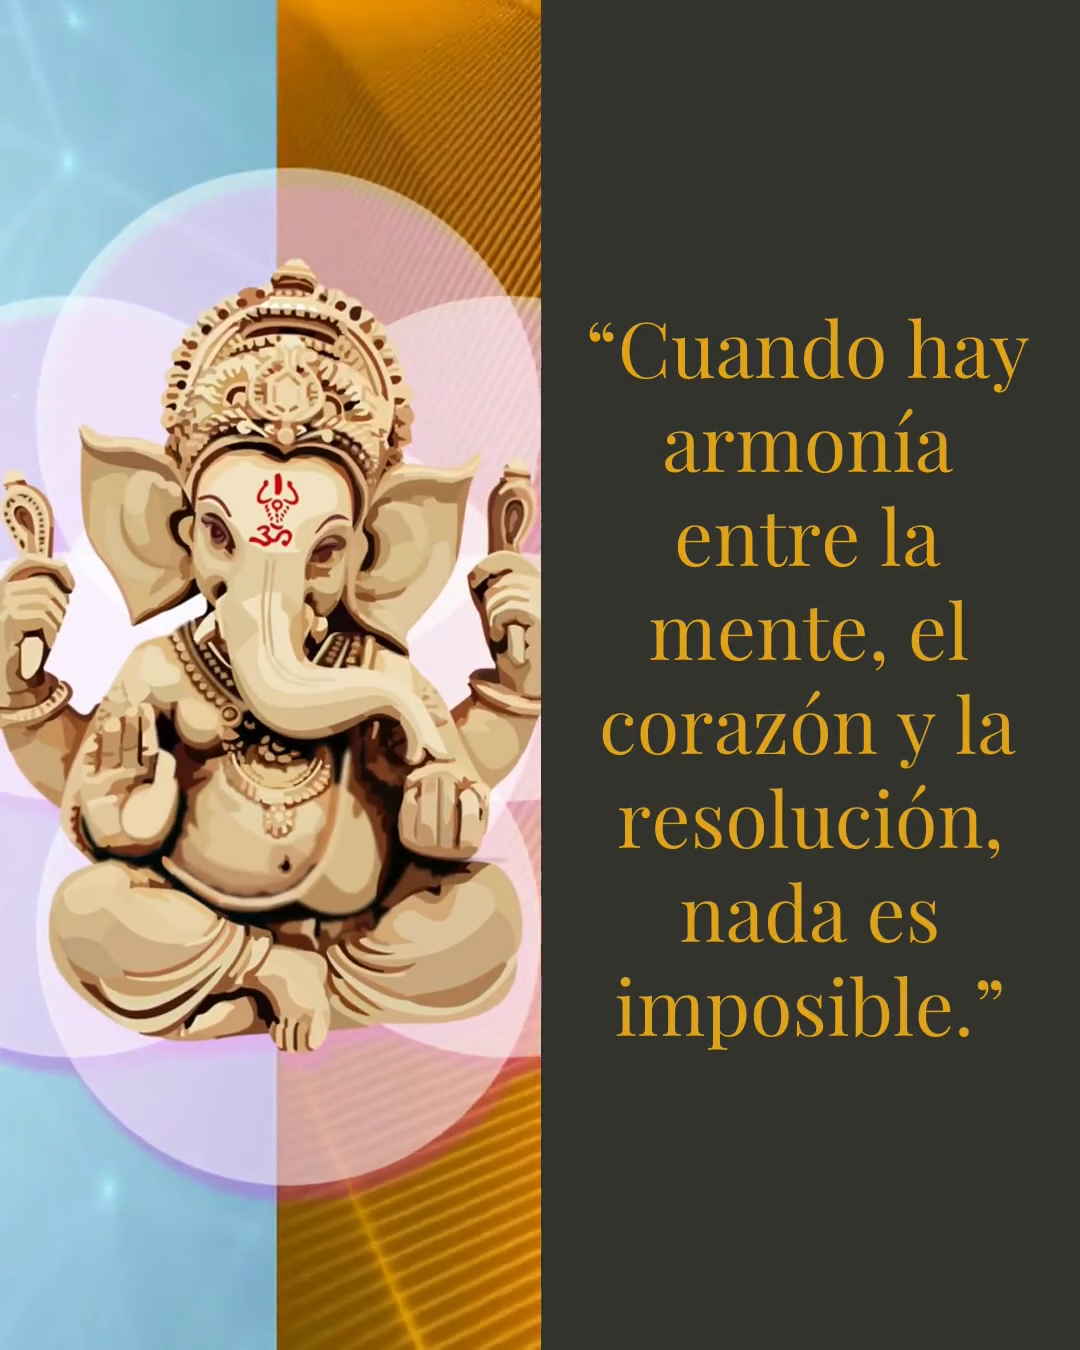 ॐ
“Cuando hay
armonía
entre la
mente, el
corazón y la
resolución,
nada es
imposible.”